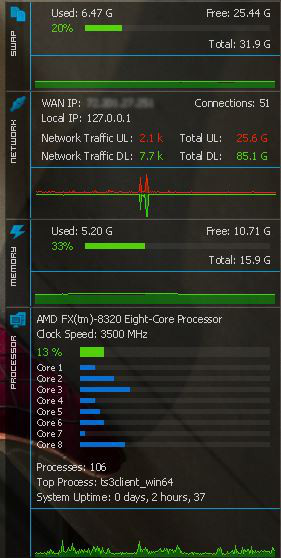 SWAP
Used: 6.47 G Free: 25.44 G
20%
Total: 31.9 G
NETWORK
WAN IP: Connections: 51
Local IP: 127.0.0.1
Network Traffic UL: 2.1 k Total UL: 25.6 G
Network Traffic DL: 7.7 k Total DL: 85.1 G
MEMORY
Used: 5.20 G Free: 10.71 G
33%
Total: 15.9 G
PROCESSOR
AMD FX(tm)-8320 Eight-Core Processor
Clock Speed: 3500 MHz
13 %
Core 1
Core 2
Core 3
Core 4
Core 5
Core 6
Core 7
Core 8
Processes: 106
Top Process: ts3client_win64
System Uptime: 0 days, 2 hours, 37